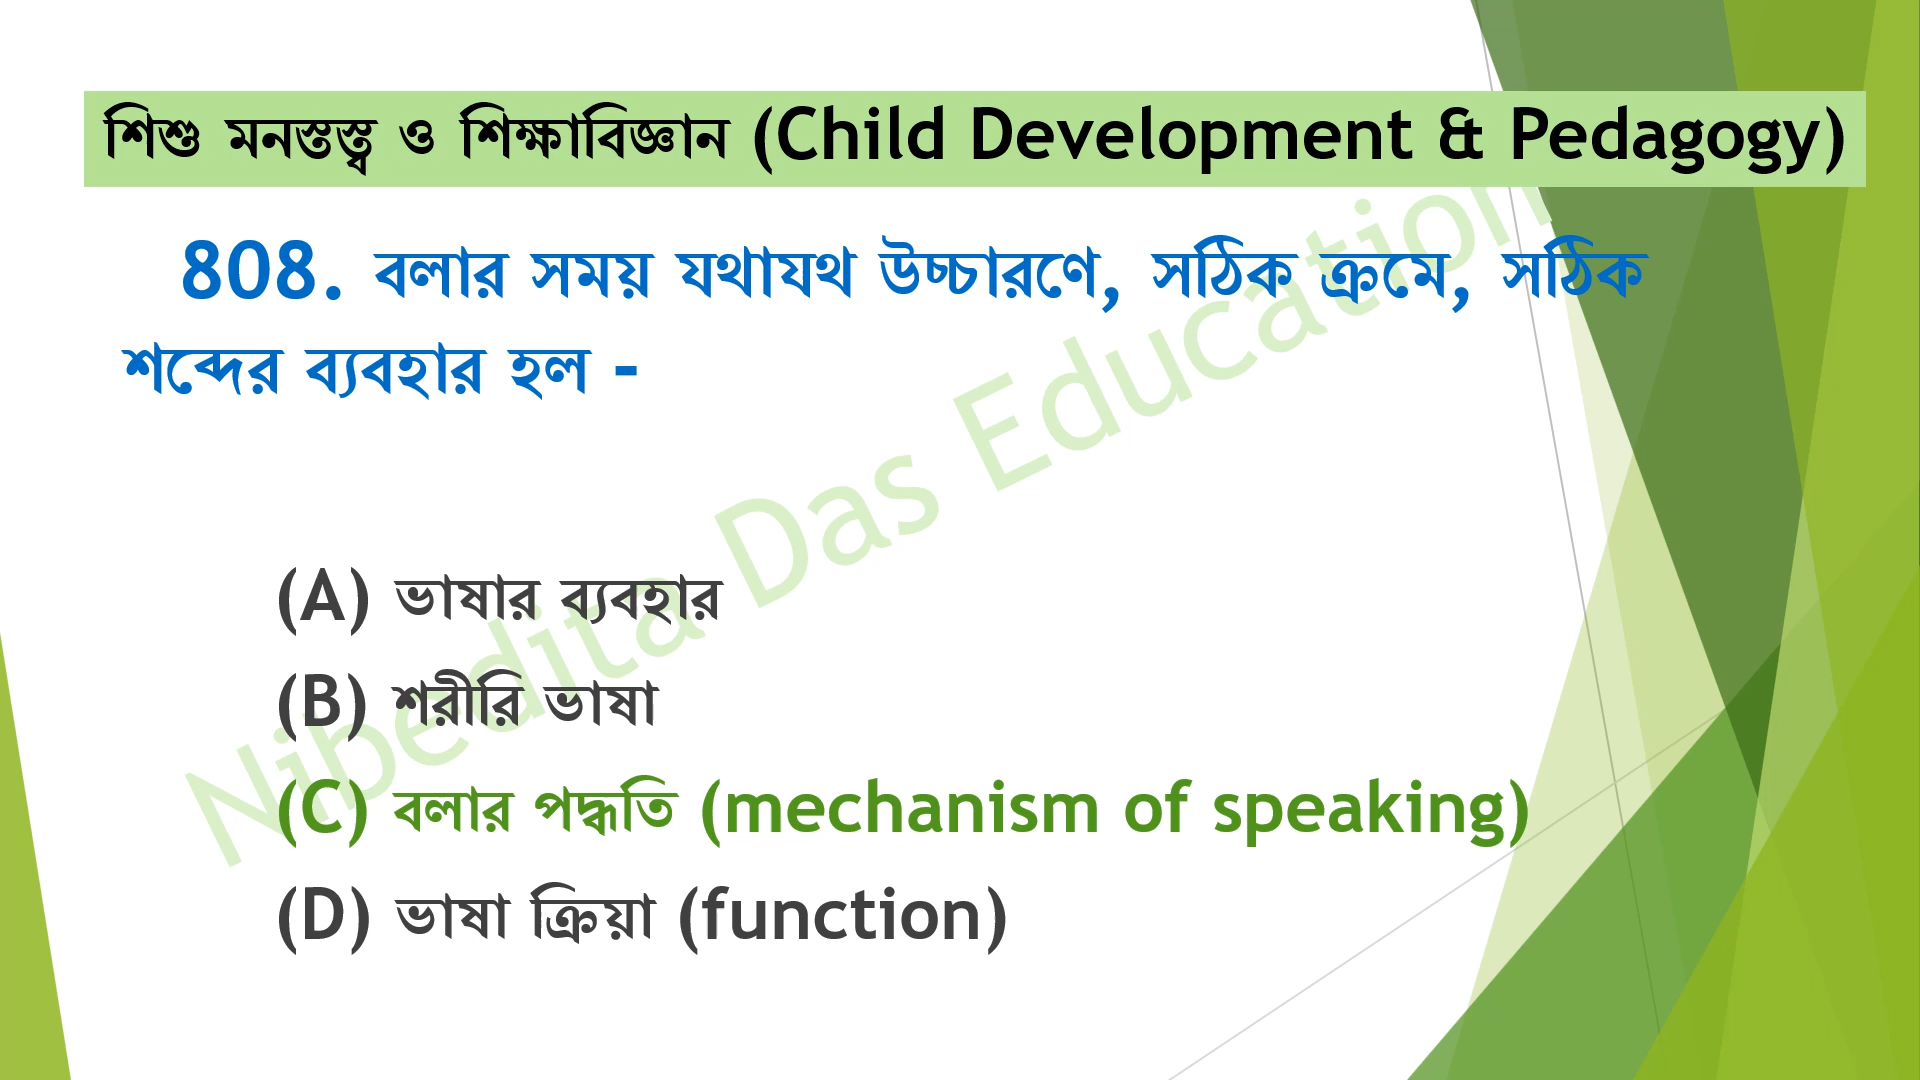 শিশু মনস্তত্ত্ব ও শিক্ষাবিজ্ঞান (Child Development & Pedagogy)
808. বলার সময় যথাযথ উচ্চারণে, সঠিক ক্রমে, সঠিক
শব্দের ব্যবহার হল -
(A) ভাষার ব্যবহার
(B) শরীরি ভাষা
(C) বলার পদ্ধতি (mechanism of speaking)
(D) ভাষা ক্রিয়া (function)
Nibedita Das Education